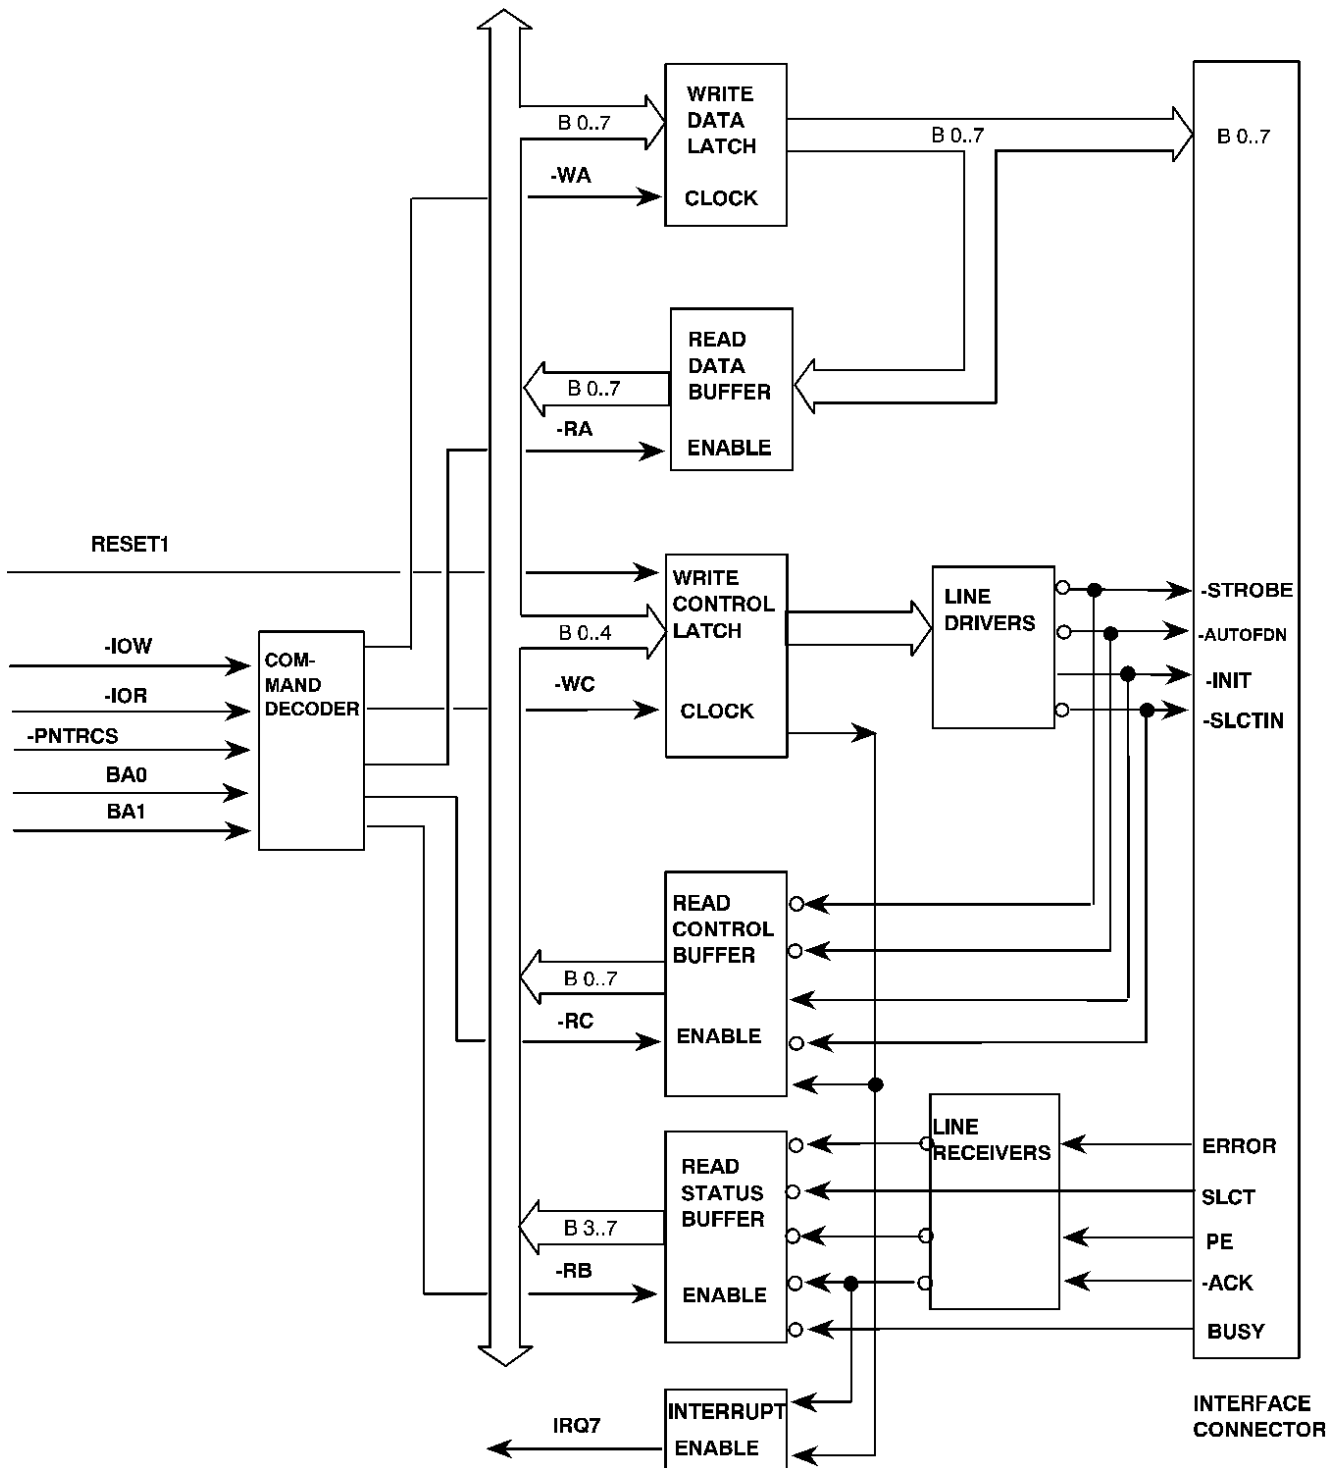 WRITE
DATA
LATCH
CLOCK
B 0..7
-WA
B 0..7
B 0..7
READ
DATA
BUFFER
ENABLE
B 0..7
-RA
RESET1
WRITE
CONTROL
LATCH
CLOCK
B 0..4
-WC
LINE
DRIVERS
-STROBE
-AUTOFDN
-INIT
-SLCTIN
-IOW
-IOR
-PNTRCS
BA0
BA1
COM-
MAND
DECODER
READ
CONTROL
BUFFER
ENABLE
B 0..7
-RC
LINE
RECEIVERS
ERROR
SLCT
PE
-ACK
BUSY
READ
STATUS
BUFFER
ENABLE
B 3..7
-RB
INTERRUPT
ENABLE
IRQ7
INTERFACE
CONNECTOR